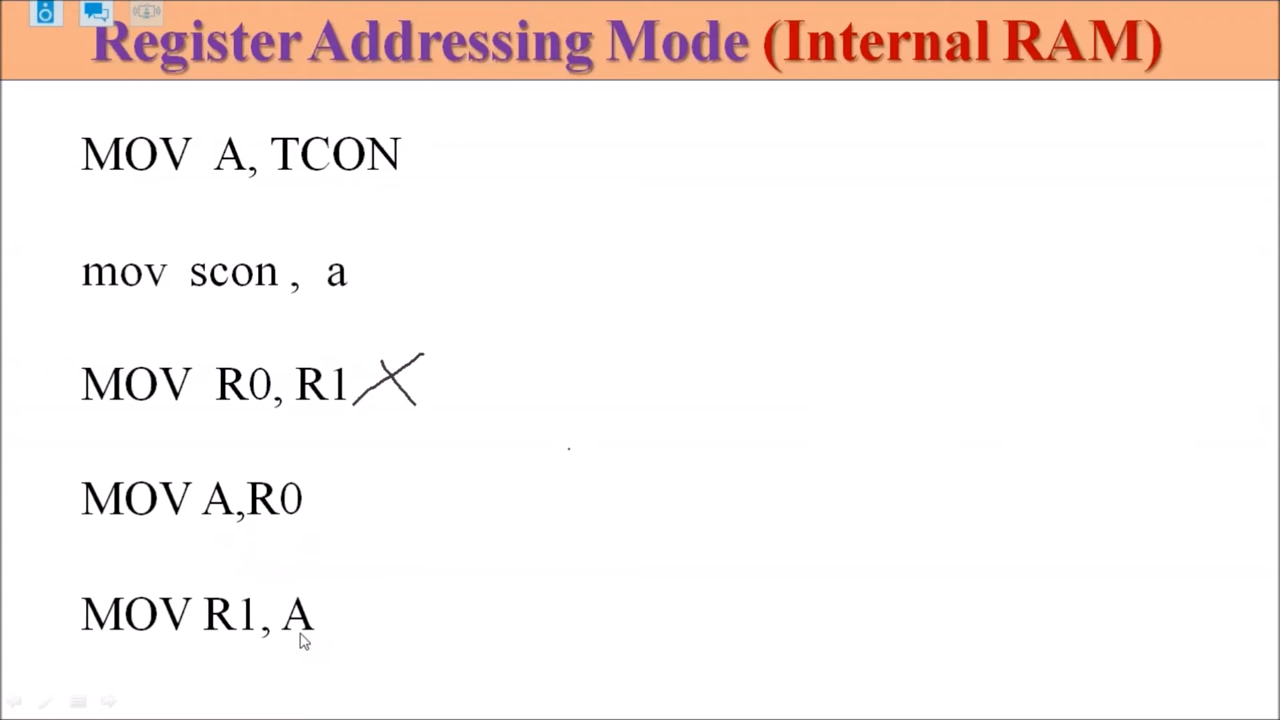 Register Addressing Mode (Internal RAM)
MOV A, TCON
mov scon , a
MOV R0, R1
MOV A,R0
MOV R1, A